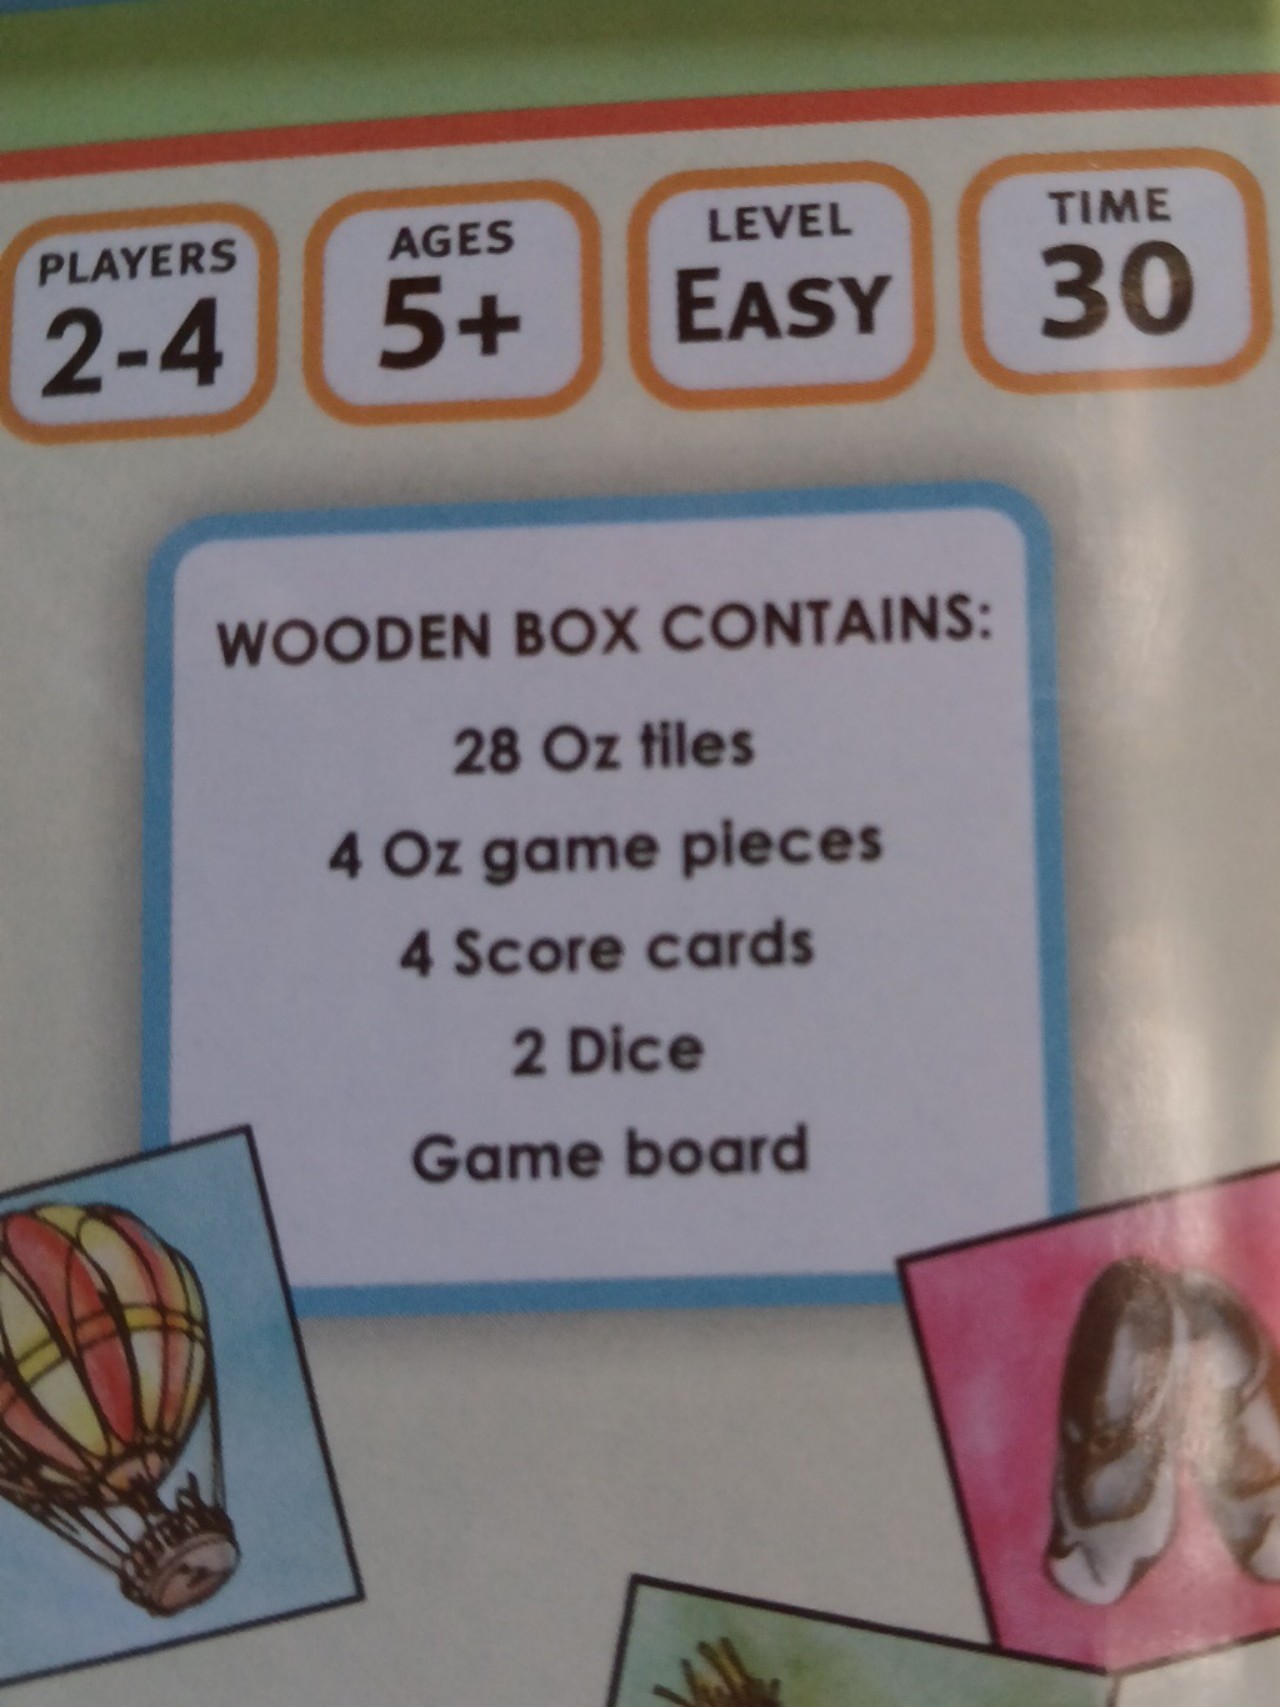 PLAYERS
2-4
AGES
5+
LEVEL
EASY
TIME
30
WOODEN BOX CONTAINS:
28 Oz tiles
4 Oz game pieces
4 Score cards
2 Dice
Game board